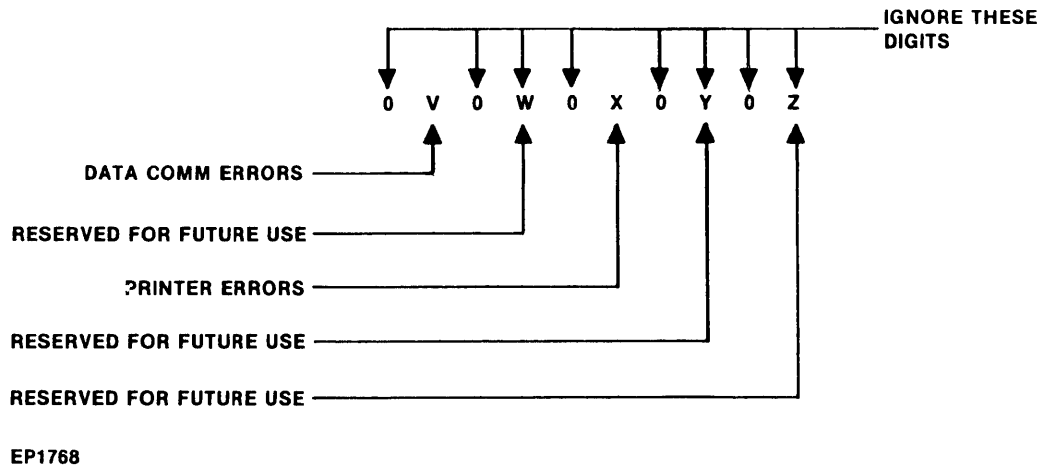 IGNORE THESE
DIGITS
0 V 0 W 0 X 0 Y 0 Z
DATA COMM ERRORS
RESERVED FOR FUTURE USE
PRINTER ERRORS
RESERVED FOR FUTURE USE
RESERVED FOR FUTURE USE
EP1768